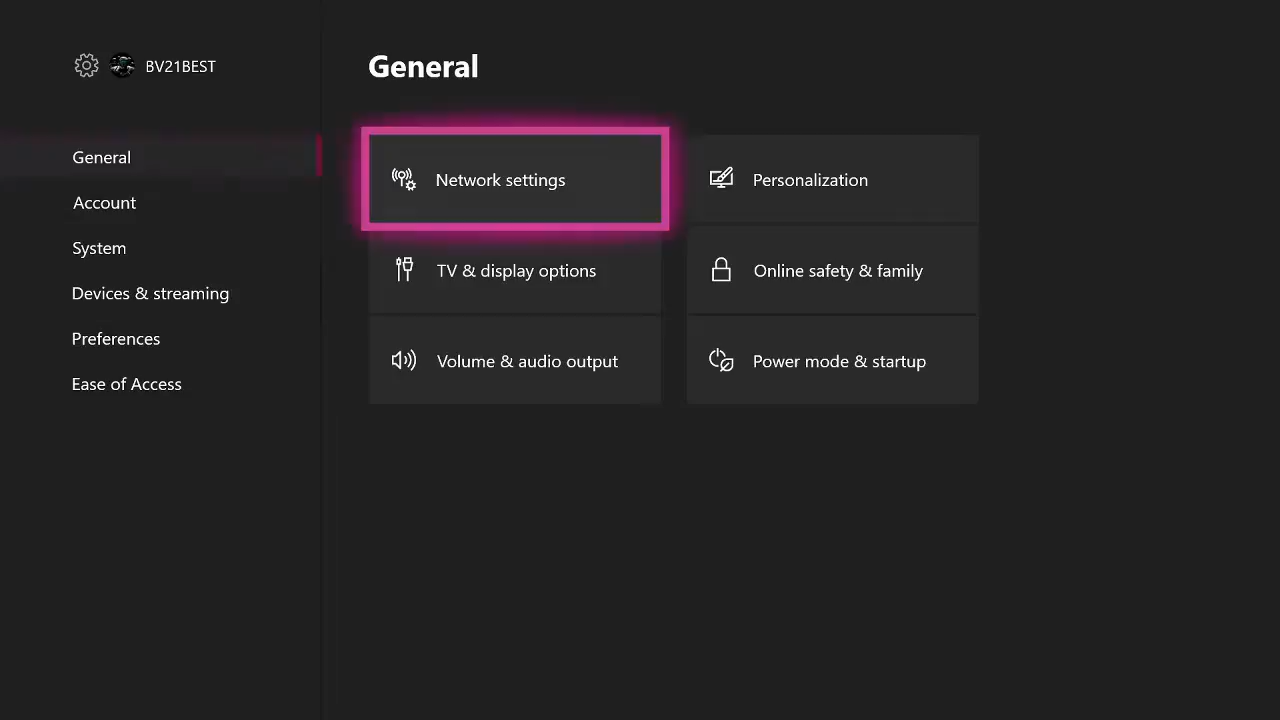 BV21BEST
General
Account
System
Devices & streaming
Preferences
Ease of Access
General
Network settings
Personalization
TV & display options
Online safety & family
Volume & audio output
Power mode & startup